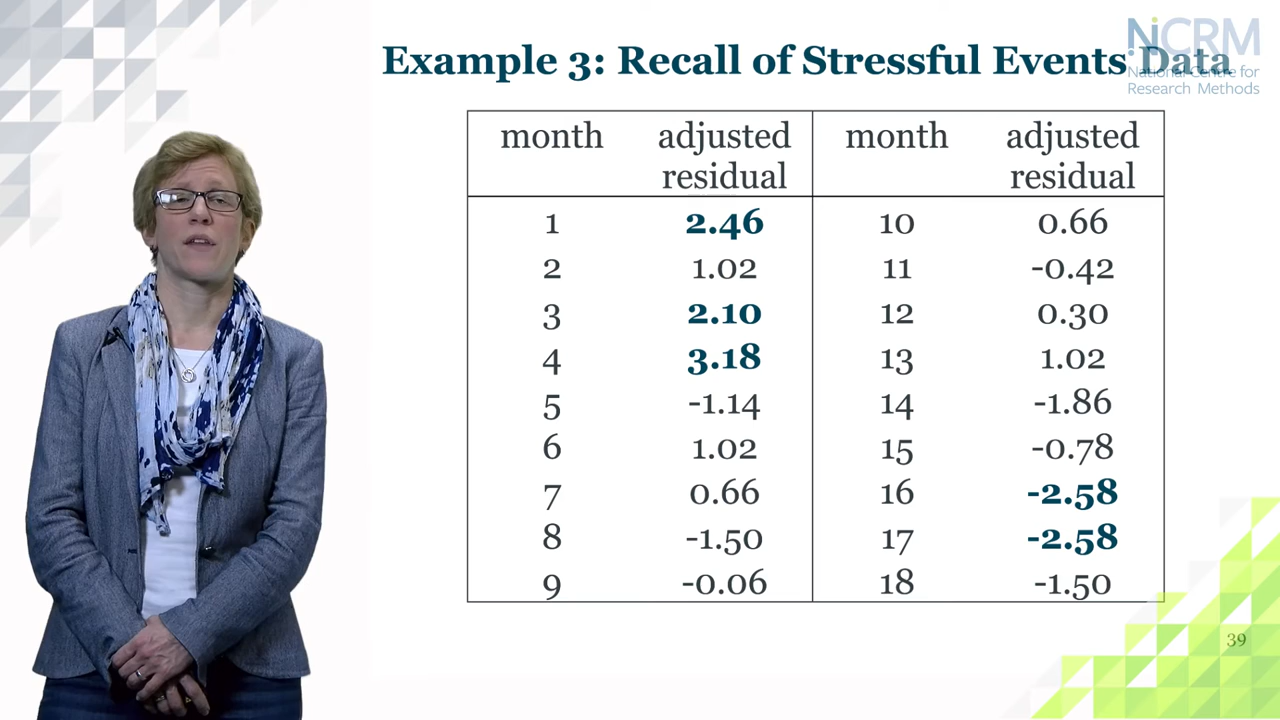 Example 3: Recall of Stressful Events Data
NCRM
National Centre for
Research Methods
month adjusted residual month adjusted residual
1 2.46 10 0.66
2 1.02 11 -0.42
3 2.10 12 0.30
4 3.18 13 1.02
5 -1.14 14 -1.86
6 1.02 15 -0.78
7 0.66 16 -2.58
8 -1.50 17 -2.58
9 -0.06 18 -1.50
39